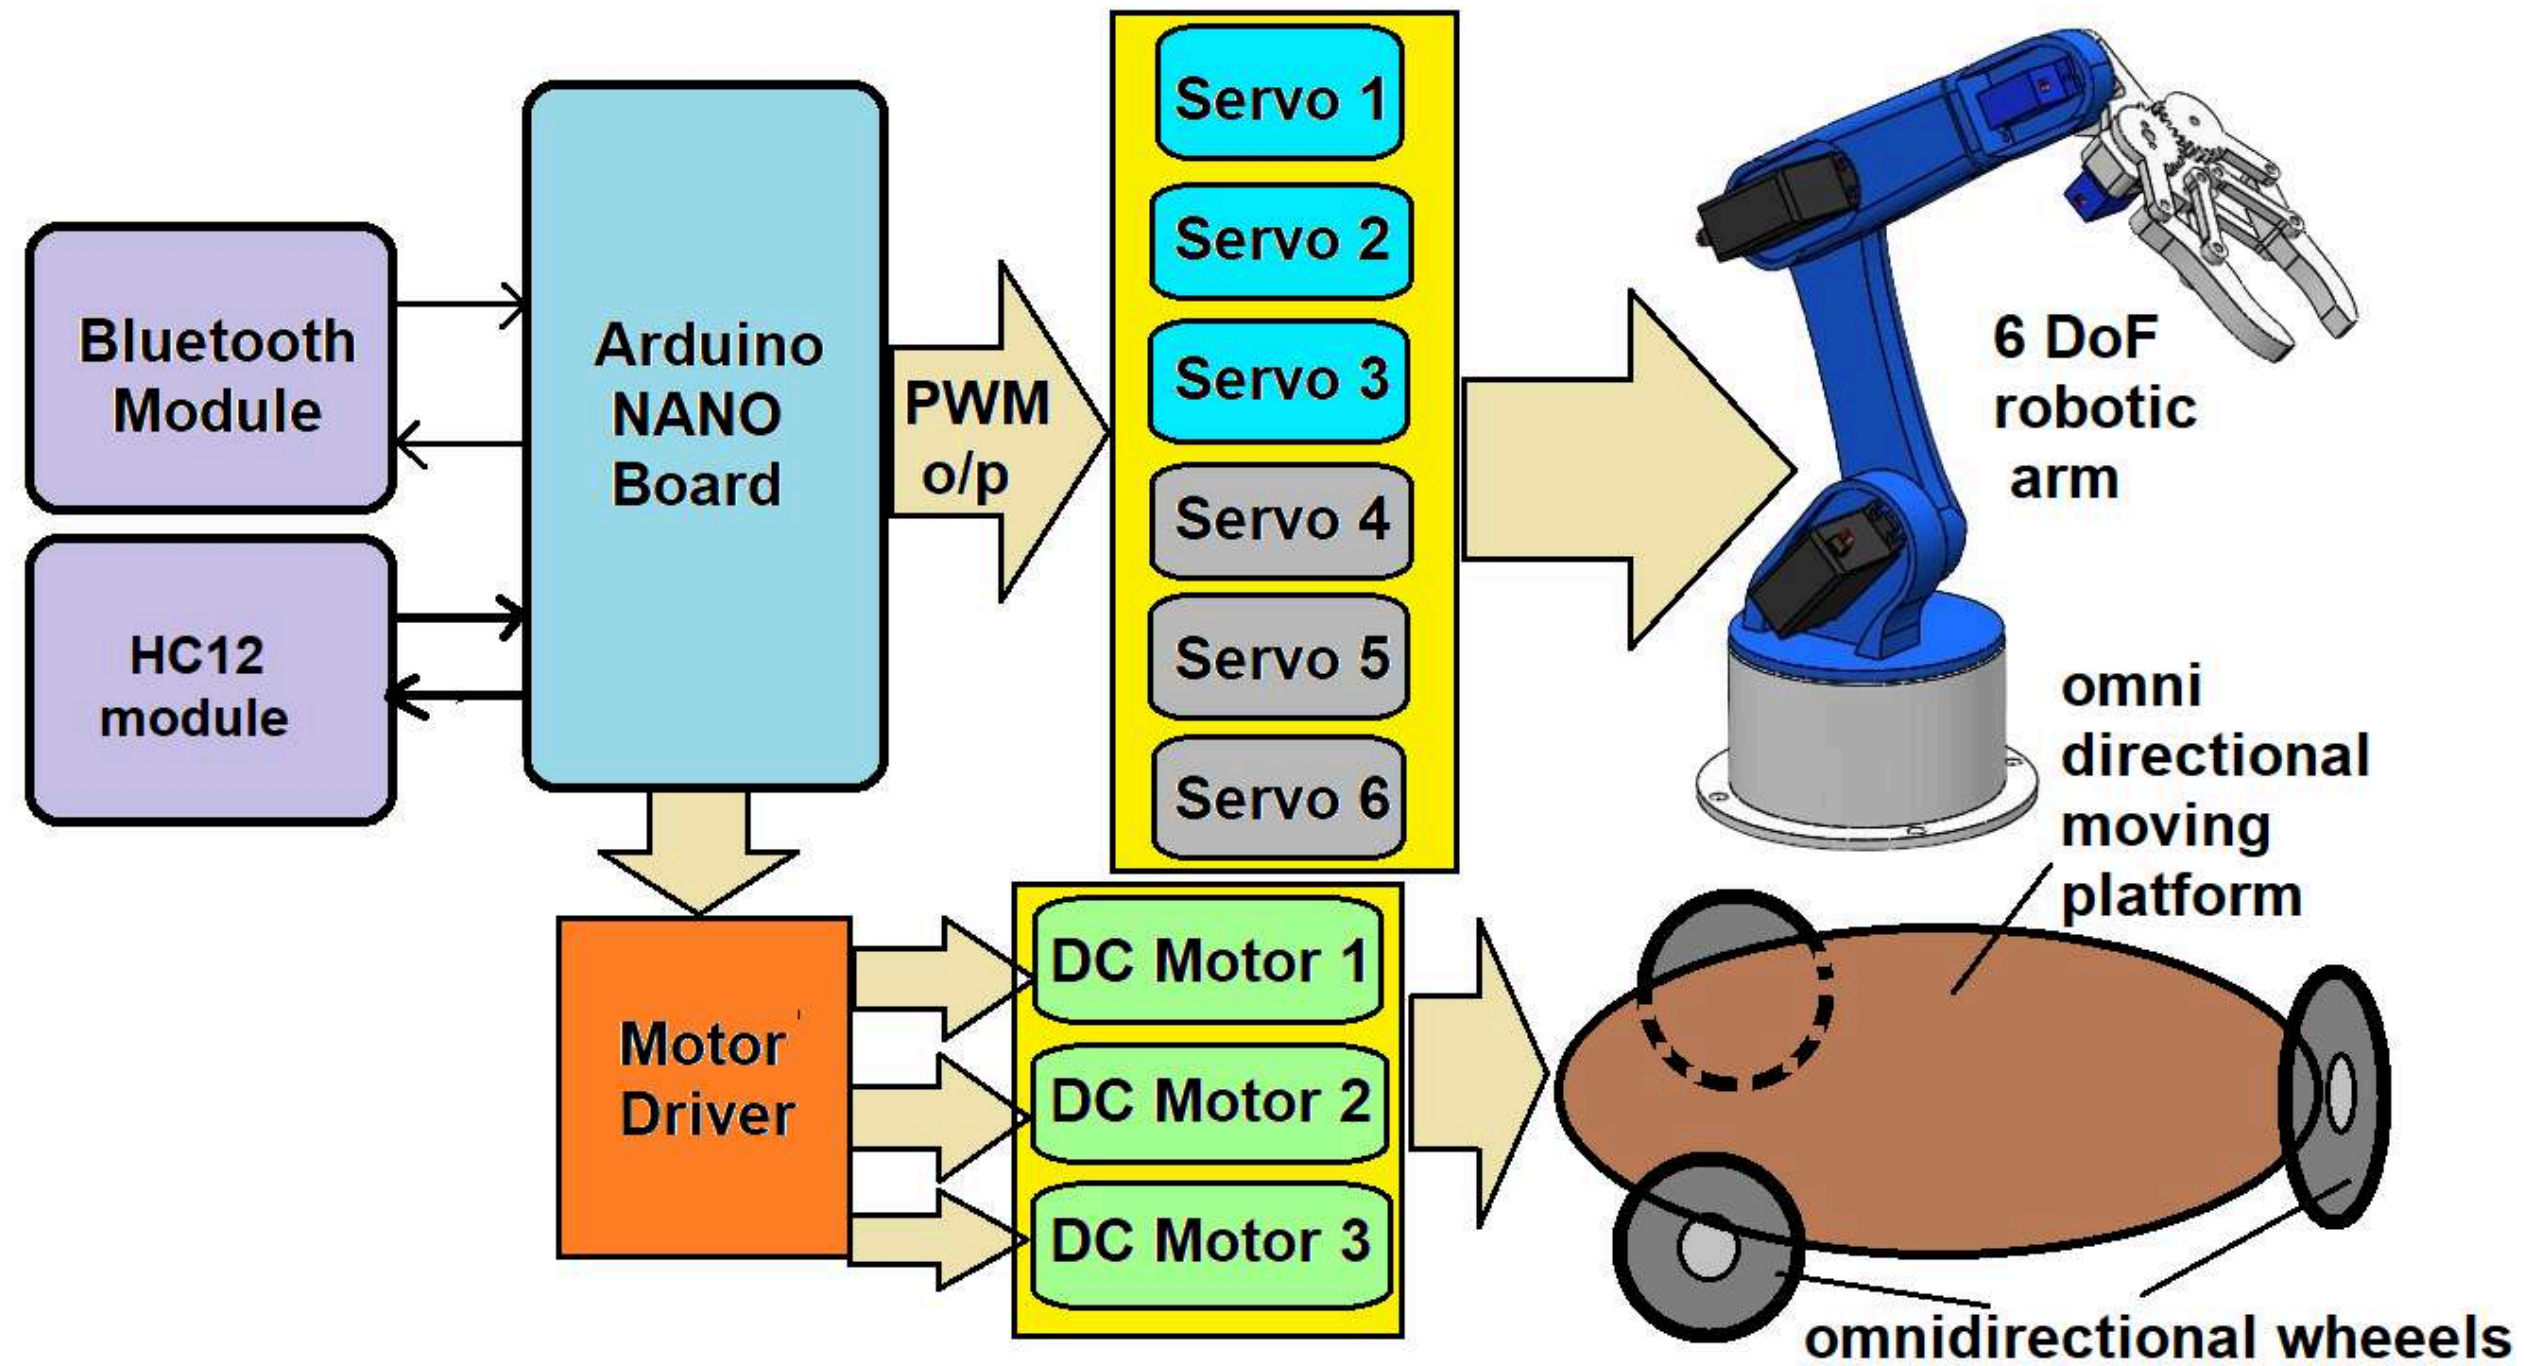 Bluetooth
Module
HC12
module
Arduino
NANO
Board
PWM
o/p
Servo 1
Servo 2
Servo 3
Servo 4
Servo 5
Servo 6
6 DoF
robotic
arm
Motor
Driver
DC Motor 1
DC Motor 2
DC Motor 3
omni
directional
moving
platform
omnidirectional wheeels